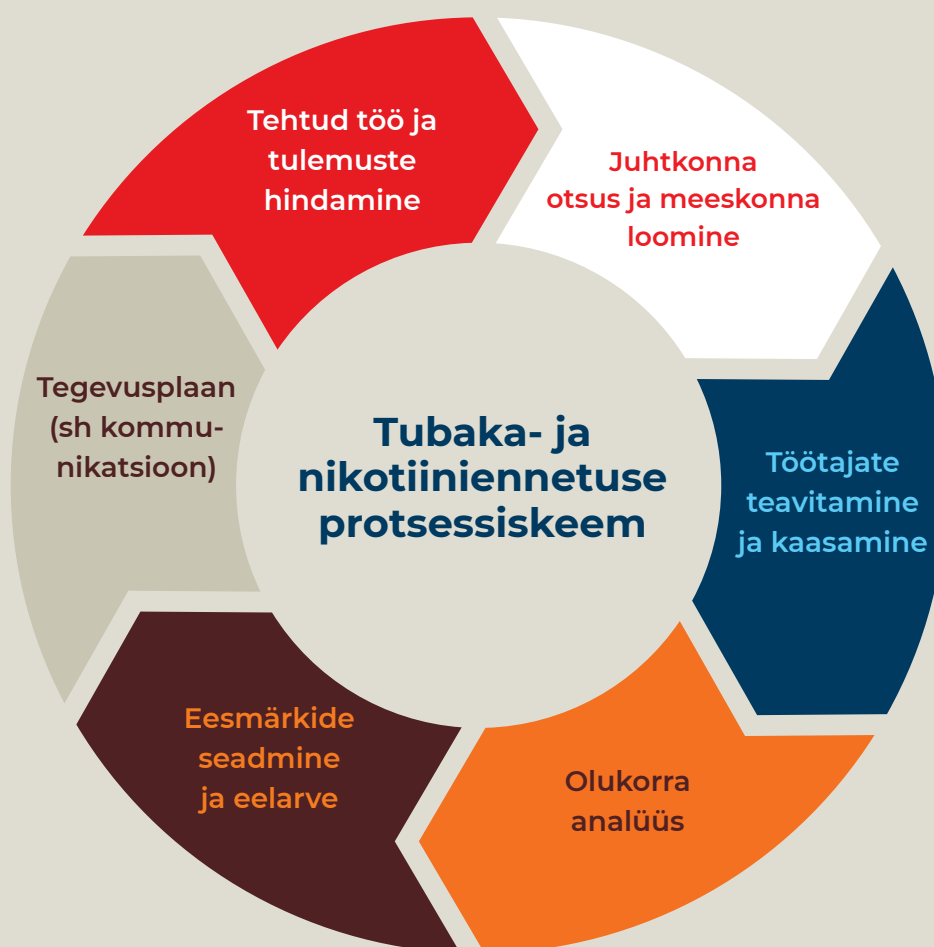 Tehtud töö ja
tulemuste
hindamine
Juhtkonna
otsus ja meeskonna
loomine
Tegevusplaan
(sh kommu-
nikatsioon)
Tubaka- ja
nikotiiniennetuse
protsessiskeem
Töötajate
teavitamine
ja kaasamine
Eesmärkide
seadmine
ja eelarve
Olukorra
analüüs